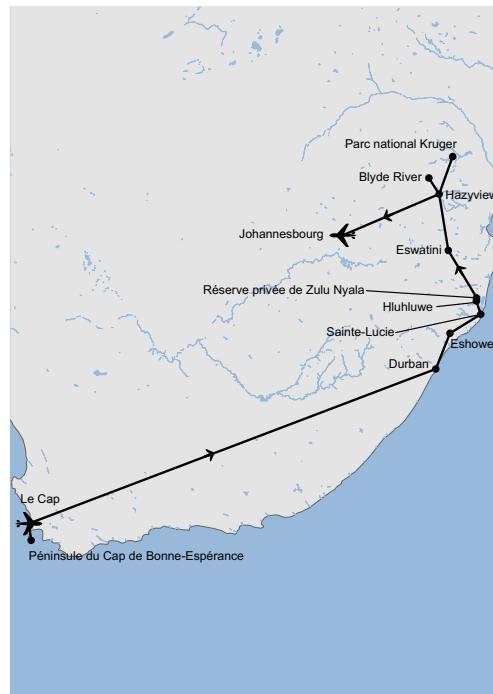 Parc national Kruger
Blyde River
Hazyview
Johannesbourg
Eswatini
Réserve privée de Zulu Nyala
Hluhluwe
Sainte-Lucie
Eshowe
Durban
Le Cap
Péninsule du Cap de Bonne-Espérance